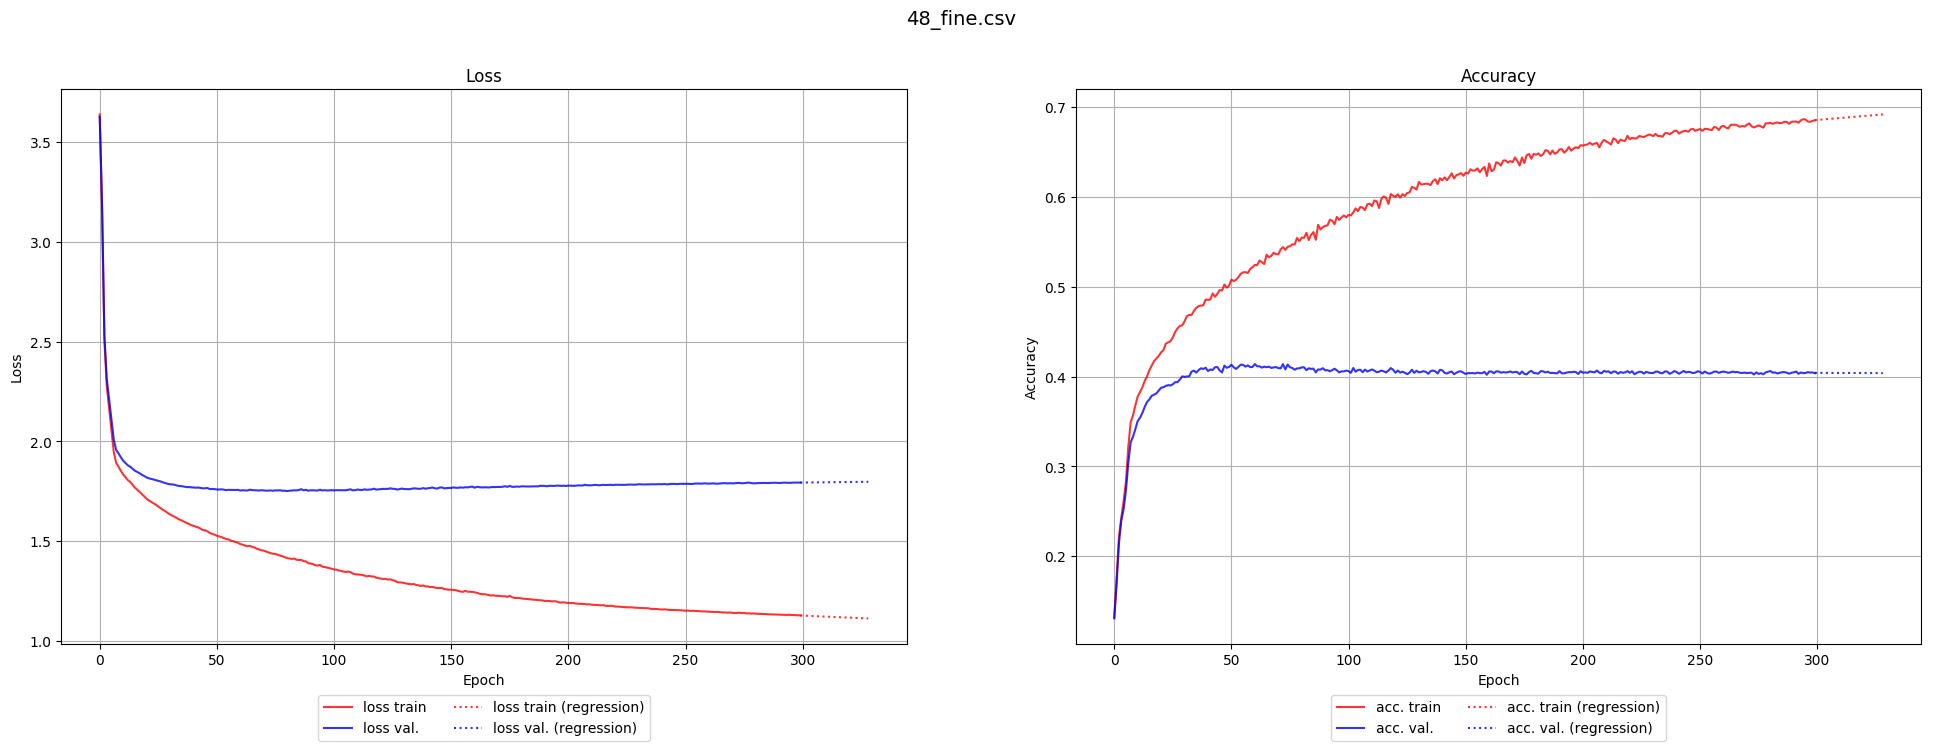 48_fine.csv
Loss
3.5
3.0
2.5
2.0
1.5
1.0
Loss
0 50 100 150 200 250 300
Epoch
loss train
loss val.
loss train (regression)
loss val. (regression)
Accuracy
0.7
0.6
0.5
0.4
0.3
0.2
Accuracy
0 50 100 150 200 250 300
Epoch
acc. train
acc. val.
acc. train (regression)
acc. val. (regression)